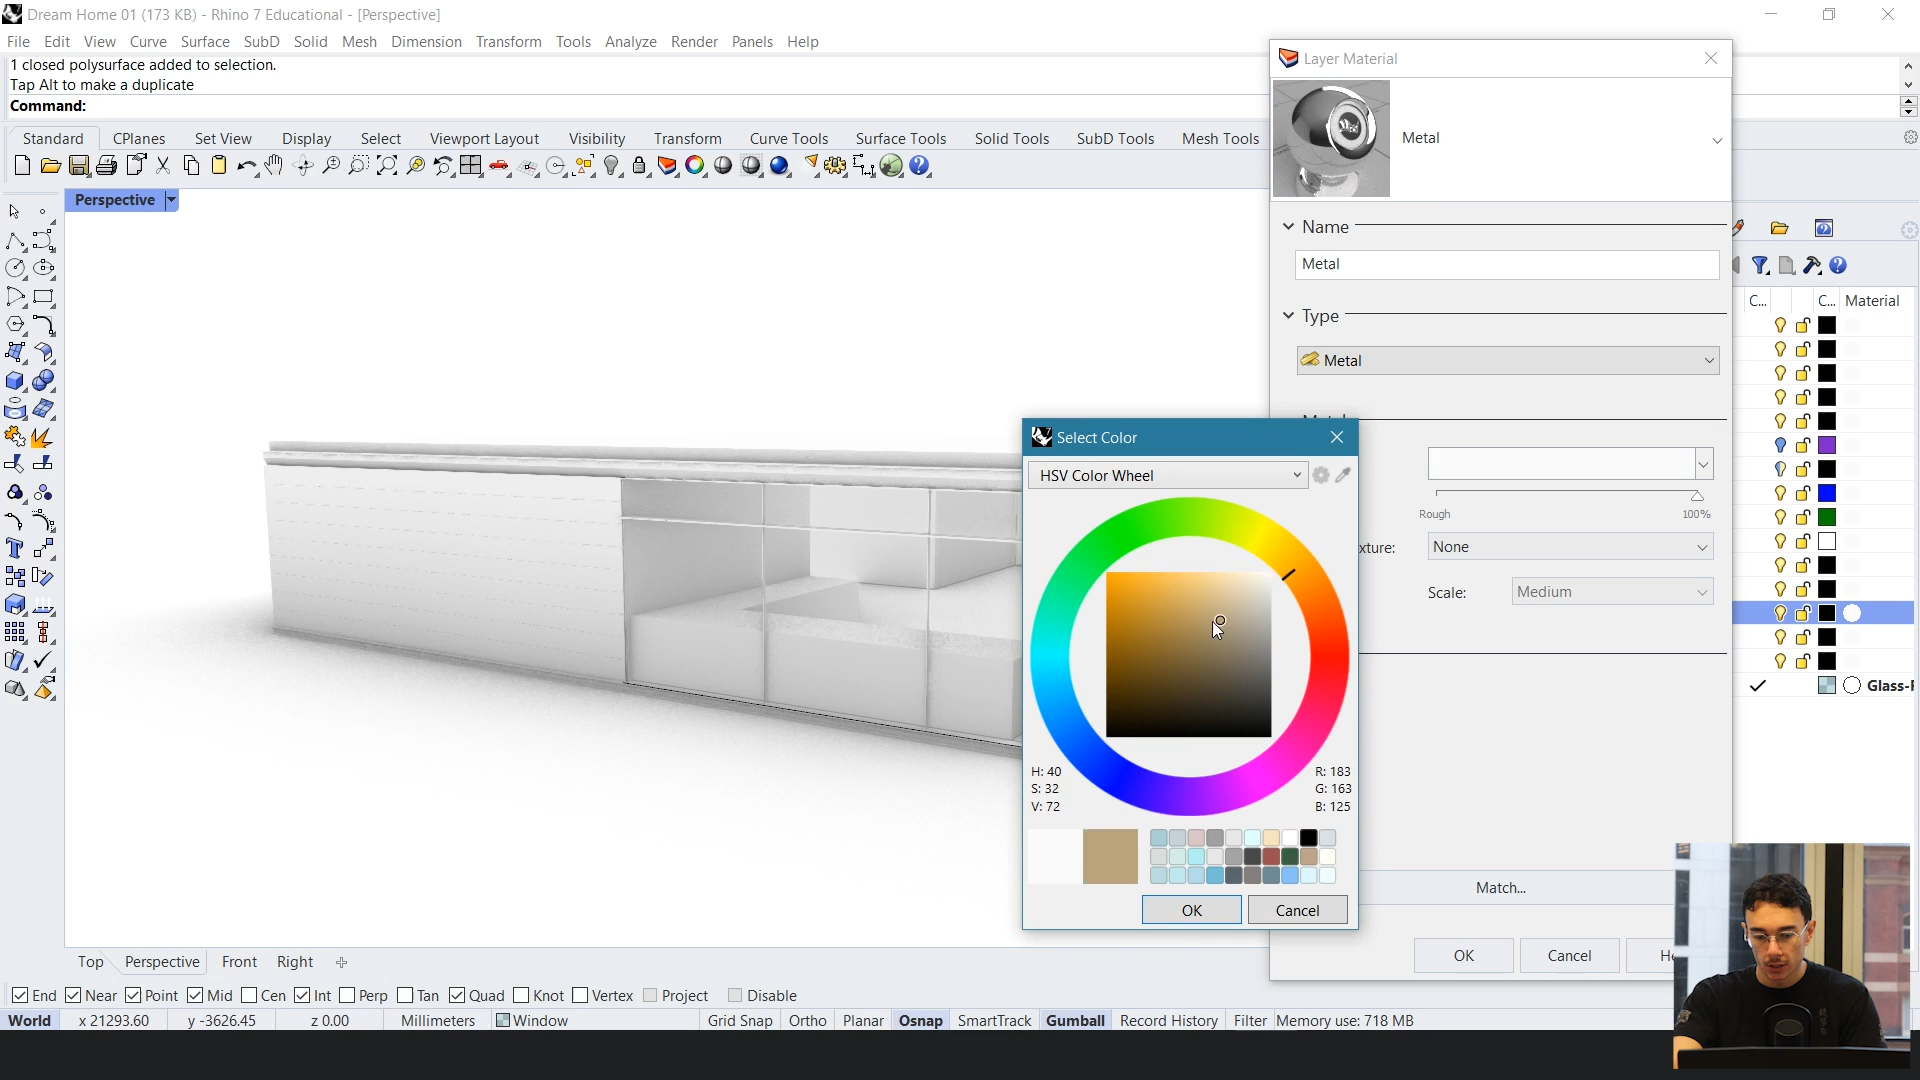 Dream Home 01 (173 KB) - Rhino 7 Educational - [Perspective]
File Edit View Curve Surface SubD Solid Mesh Dimension Transform Tools Analyze Render Panels Help
1 closed polysurface added to selection.
Tap Alt to make a duplicate
Command:
Standard CPlanes Set View Display Select Viewport Layout Visibility Transform Curve Tools Surface Tools Solid Tools SubD Tools Mesh Tools
Perspective
Layer Material
Metal
Name
Metal
Type
Metal
Rough 100%
xture: None
Scale: Medium
Match...
OK Cancel He
C... C... Material
Glass-
Select Color
HSV Color Wheel
H: 40 R: 183
S: 32 G: 163
V: 72 B: 125
OK Cancel
Top Perspective Front Right
End Near Point Mid Cen Int Perp Tan Quad Knot Vertex Project Disable
World x 21293.60 y -3626.45 z 0.00 Millimeters Window Grid Snap Ortho Planar Osnap SmartTrack Gumball Record History Filter Memory use: 718 MB